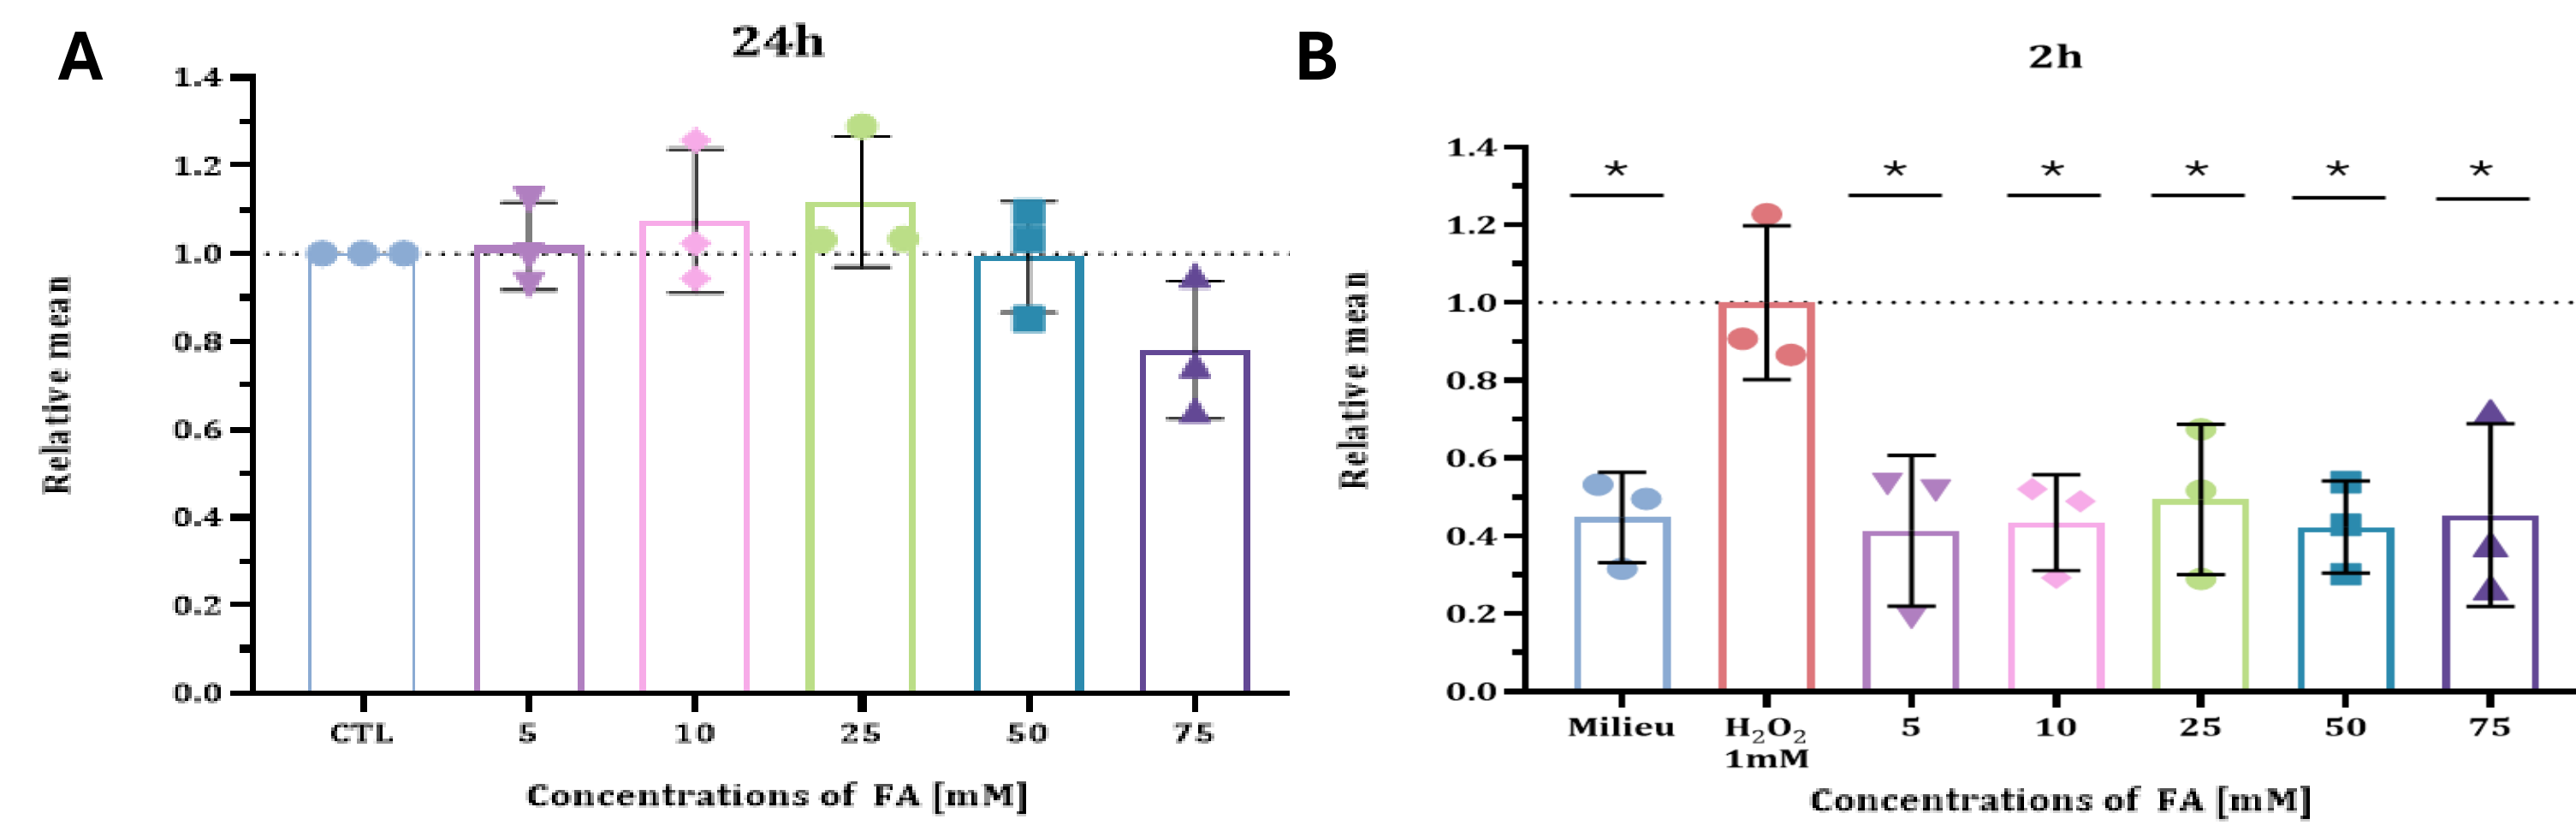 A
24h
1.4
1.2
1.0
0.8
0.6
0.4
0.2
0.0
Relative mean
CTL 5 10 25 50 75
Concentrations of FA [mM]
B
2h
1.4
1.2
1.0
0.8
0.6
0.4
0.2
0.0
Relative mean
* * * * * *
Milieu H₂O₂ 5 10 25 50 75
1mM
Concentrations of FA [mM]